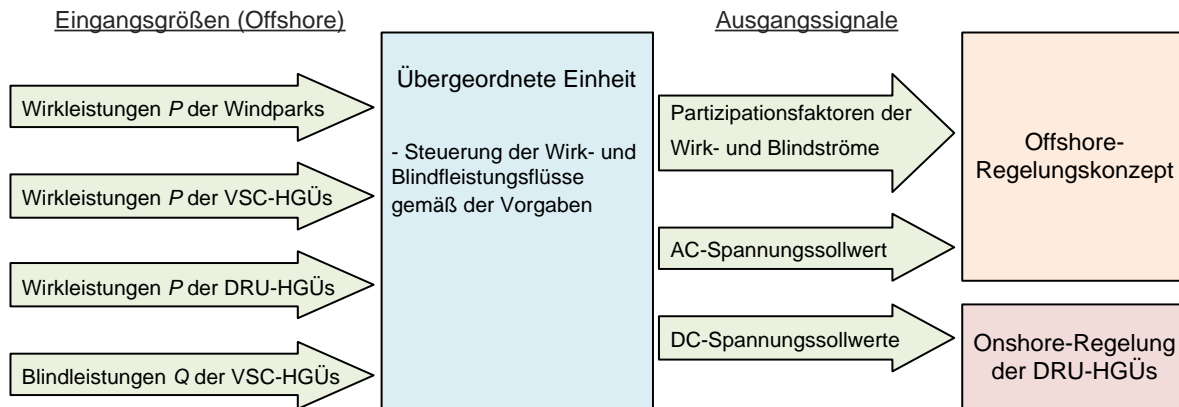 Eingangsgrößen (Offshore)
Wirkleistungen P der Windparks
Wirkleistungen P der VSC-HGÜs
Wirkleistungen P der DRU-HGÜs
Blindleistungen Q der VSC-HGÜs
Übergeordnete Einheit
- Steuerung der Wirk- und
Blindfleistungsflüsse
gemäß der Vorgaben
Ausgangssignale
Partizipationsfaktoren der
Wirk- und Blindströme
AC-Spannungssollwert
DC-Spannungssollwerte
Offshore-
Regelungskonzept
Onshore-Regelung
der DRU-HGÜs